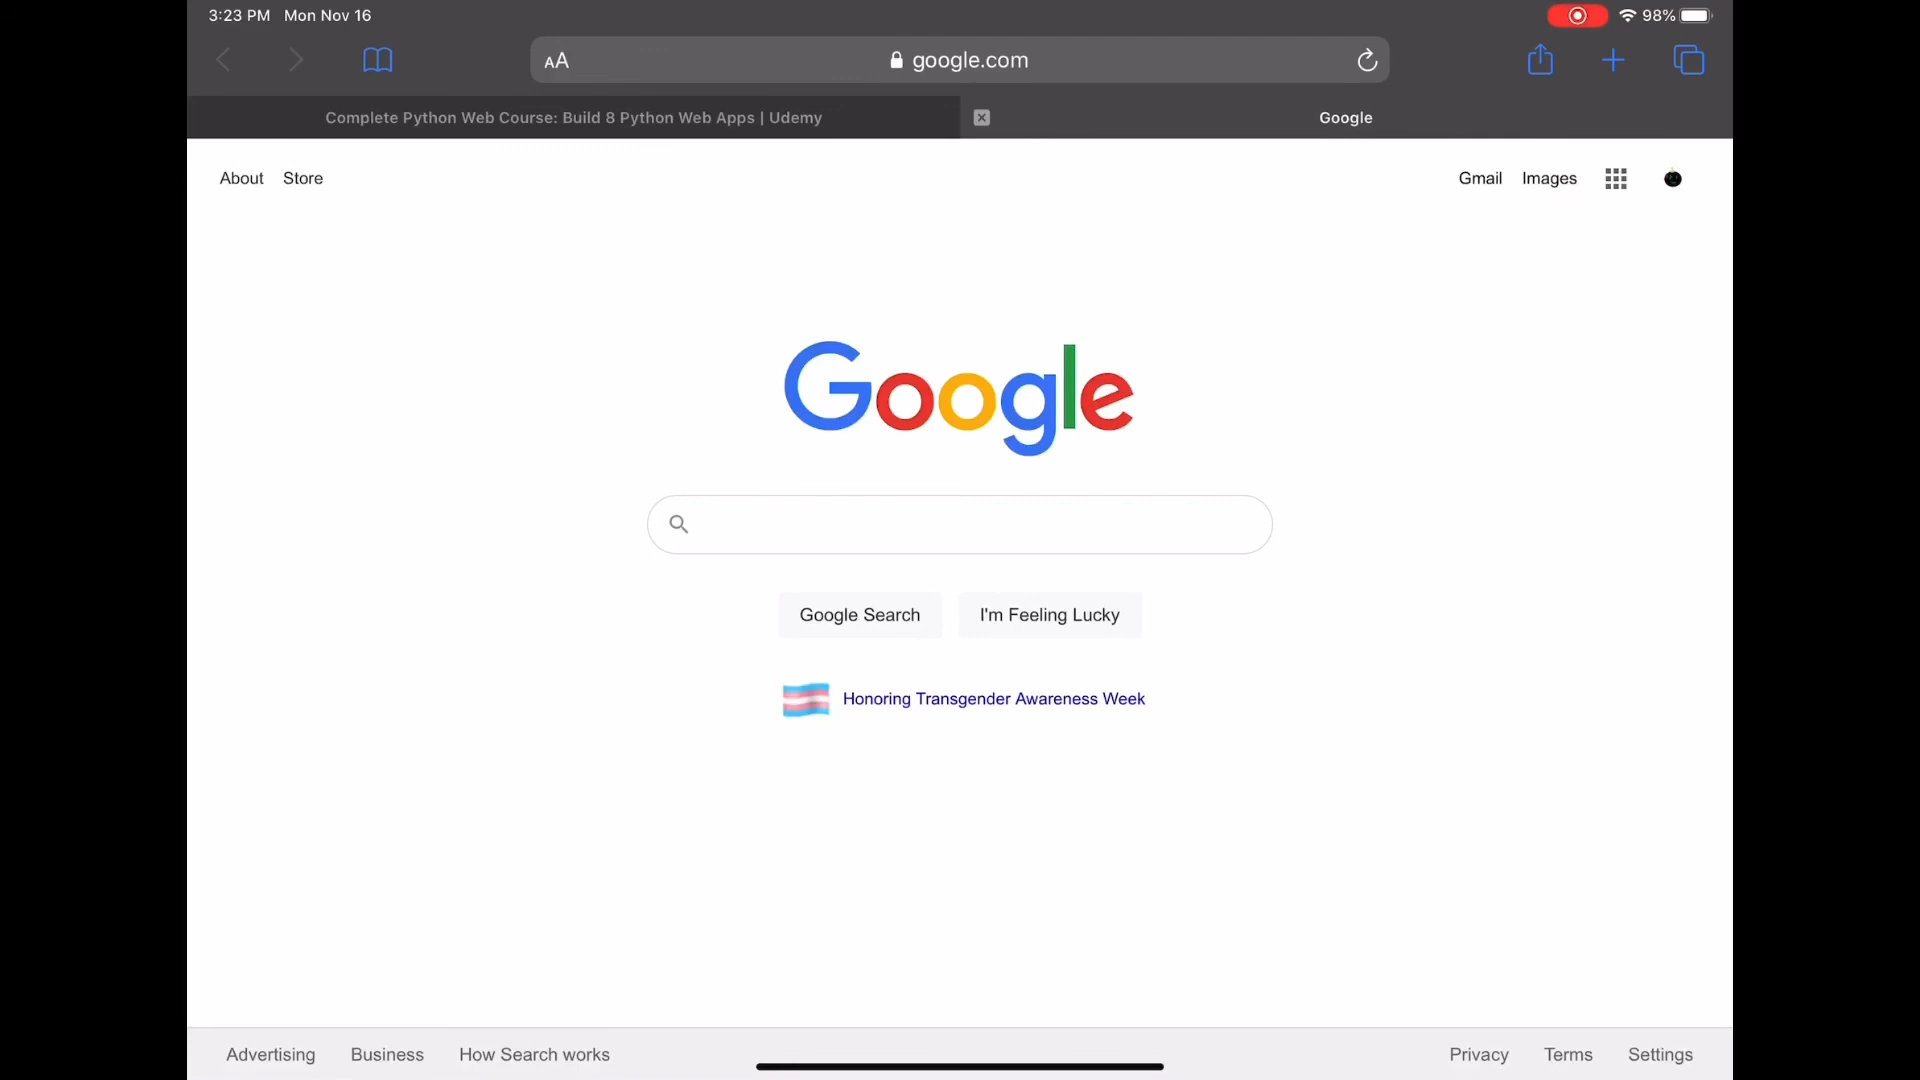 3:23 PM Mon Nov 16 98%
AA google.com
Complete Python Web Course: Build 8 Python Web Apps | Udemy Google
About Store Gmail Images
Google
Google Search I'm Feeling Lucky
Honoring Transgender Awareness Week
Advertising Business How Search works Privacy Terms Settings